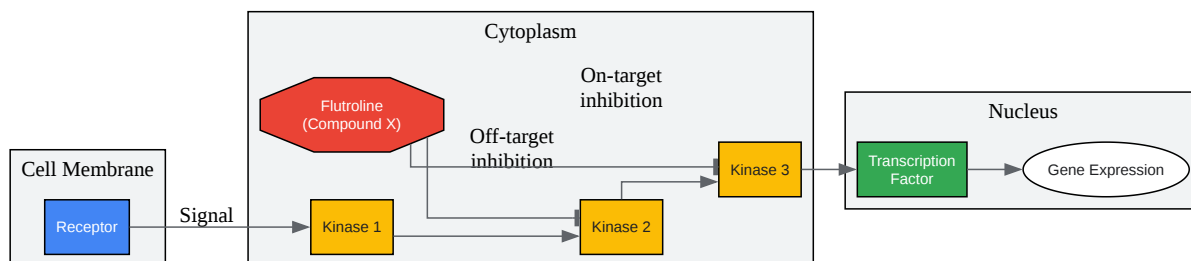 Cytoplasm
On-target
inhibition
Flutroline
(Compound X)
Off-target
inhibition
Nucleus
Cell Membrane
Kinase 3
Transcription
Factor
Gene Expression
Receptor
Signal
Kinase 1
Kinase 2